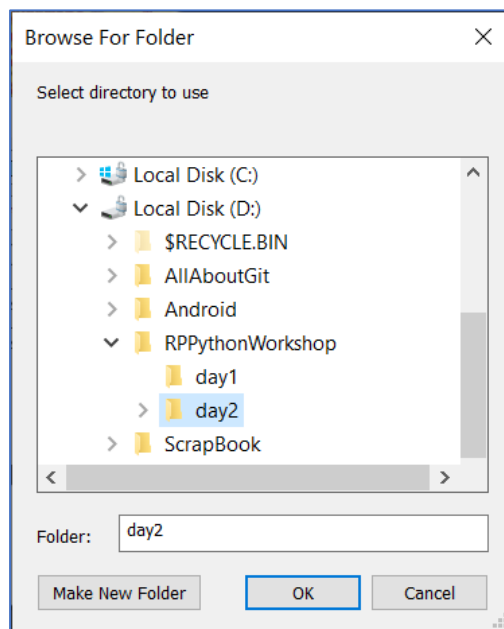 Browse For Folder
Select directory to use
Local Disk (C:)
Local Disk (D:)
$RECYCLE.BIN
AllAboutGit
Android
RPPythonWorkshop
day1
day2
ScrapBook
Folder: day2
Make New Folder OK Cancel